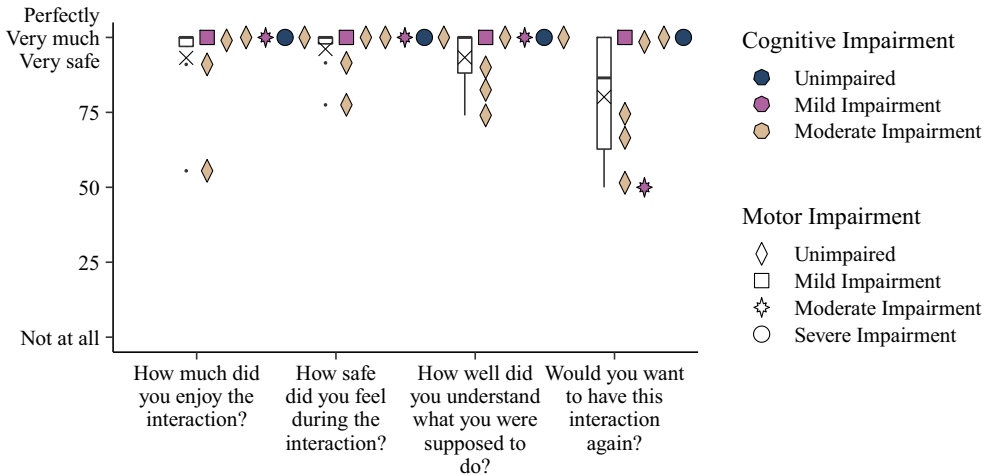 Perfectly
Very much
Very safe
75
50
25
Not at all
How much did
you enjoy the
interaction?
How safe
did you feel
during the
interaction?
How well did
you understand
what you were
supposed to
do?
Would you want
to have this
interaction
again?
Cognitive Impairment
Unimpaired
Mild Impairment
Moderate Impairment
Motor Impairment
Unimpaired
Mild Impairment
Moderate Impairment
Severe Impairment